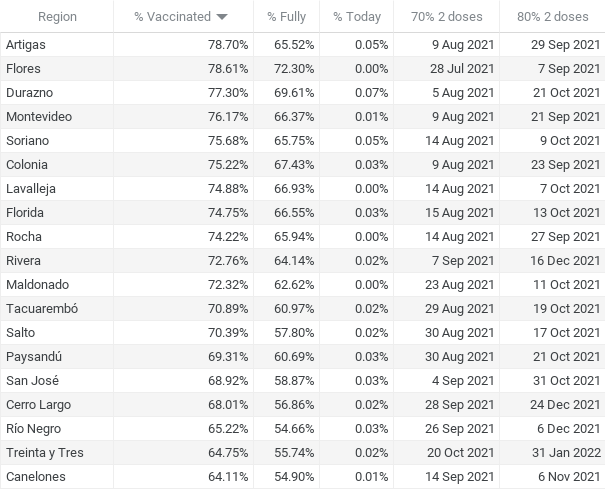 Region % Vaccinated % Fully % Today 70% 2 doses 80% 2 doses
Artigas 78.70% 65.52% 0.05% 9 Aug 2021 29 Sep 2021
Flores 78.61% 72.30% 0.00% 28 Jul 2021 7 Sep 2021
Durazno 77.30% 69.61% 0.07% 5 Aug 2021 21 Oct 2021
Montevideo 76.17% 66.37% 0.01% 9 Aug 2021 21 Sep 2021
Soriano 75.68% 65.75% 0.05% 14 Aug 2021 9 Oct 2021
Colonia 75.22% 67.43% 0.03% 9 Aug 2021 23 Sep 2021
Lavalleja 74.88% 66.93% 0.00% 14 Aug 2021 7 Oct 2021
Florida 74.75% 66.55% 0.03% 15 Aug 2021 13 Oct 2021
Rocha 74.22% 65.94% 0.00% 14 Aug 2021 27 Sep 2021
Rivera 72.76% 64.14% 0.02% 7 Sep 2021 16 Dec 2021
Maldonado 72.32% 62.62% 0.00% 23 Aug 2021 11 Oct 2021
Tacuarembó 70.89% 60.97% 0.02% 29 Aug 2021 19 Oct 2021
Salto 70.39% 57.80% 0.02% 30 Aug 2021 17 Oct 2021
Paysandú 69.31% 60.69% 0.03% 30 Aug 2021 21 Oct 2021
San José 68.92% 58.87% 0.03% 4 Sep 2021 31 Oct 2021
Cerro Largo 68.01% 56.86% 0.02% 28 Sep 2021 24 Dec 2021
Río Negro 65.22% 54.66% 0.03% 26 Sep 2021 6 Dec 2021
Treinta y Tres 64.75% 55.74% 0.02% 20 Oct 2021 31 Jan 2022
Canelones 64.11% 54.90% 0.01% 14 Sep 2021 6 Nov 2021